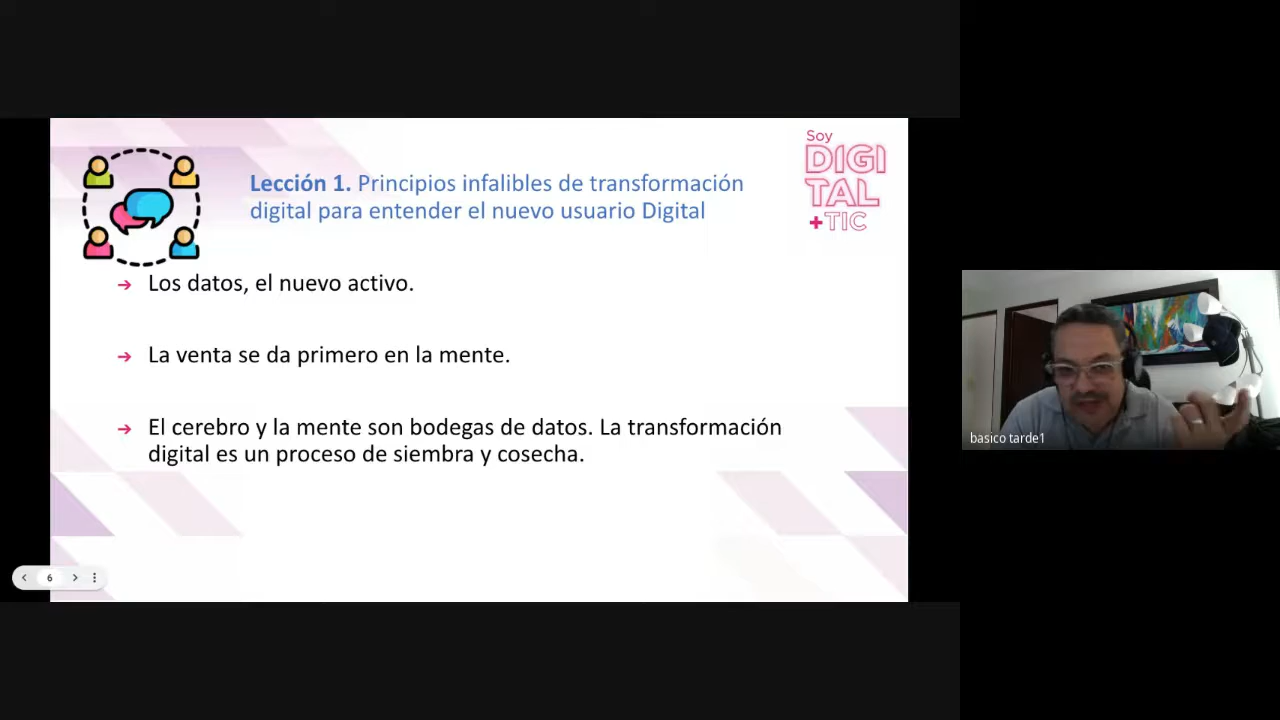 Soy
DIGI
TAL
+TIC
Lección 1. Principios infalibles de transformación
digital para entender el nuevo usuario Digital
→ Los datos, el nuevo activo.
→ La venta se da primero en la mente.
→ El cerebro y la mente son bodegas de datos. La transformación
digital es un proceso de siembra y cosecha.
basico tarde1
6